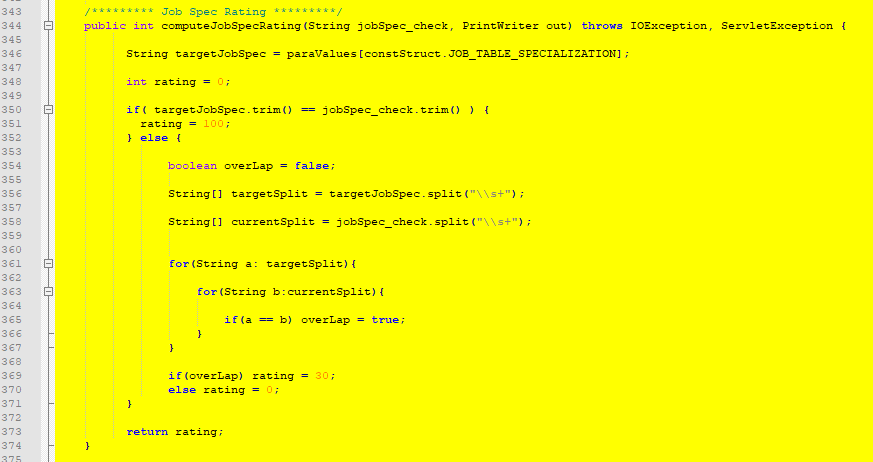 343 /********* Job Spec Rating *********/
344 public int computeJobSpecRating(String jobSpec_check, PrintWriter out) throws IOException, ServletException {
345
346 String targetJobSpec = paraValues[constStruct.JOB_TABLE_SPECIALIZATION];
347
348 int rating = 0;
349
350 if( targetJobSpec.trim() == jobSpec_check.trim() ) {
351 rating = 100;
352 } else {
353
354 boolean overLap = false;
355
356 String[] targetSplit = targetJobSpec.split("\\s+");
357
358 String[] currentSplit = jobSpec_check.split("\\s+");
359
360
361 for(String a: targetSplit){
362
363 for(String b:currentSplit){
364
365 if(a == b) overLap = true;
366 }
367 }
368
369 if(overLap) rating = 30;
370 else rating = 0;
371 }
372
373 return rating;
374 }
375